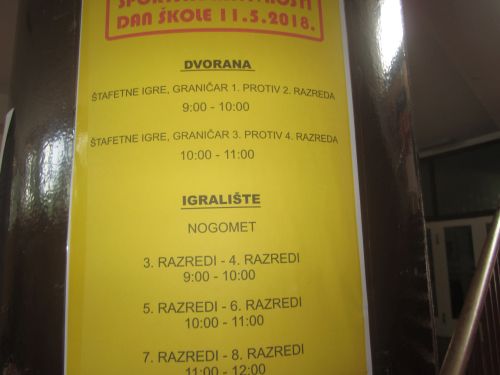 DAN ŠKOLE 11.5.2018.
DVORANA
ŠTAFETNE IGRE, GRANIČAR 1. PROTIV 2. RAZREDA
9:00 - 10:00
ŠTAFETNE IGRE, GRANIČAR 3. PROTIV 4. RAZREDA
10:00 - 11:00
IGRALIŠTE
NOGOMET
3. RAZREDI - 4. RAZREDI
9:00 - 10:00
5. RAZREDI - 6. RAZREDI
10:00 - 11:00
7. RAZREDI - 8. RAZREDI
11:00 - 12:00